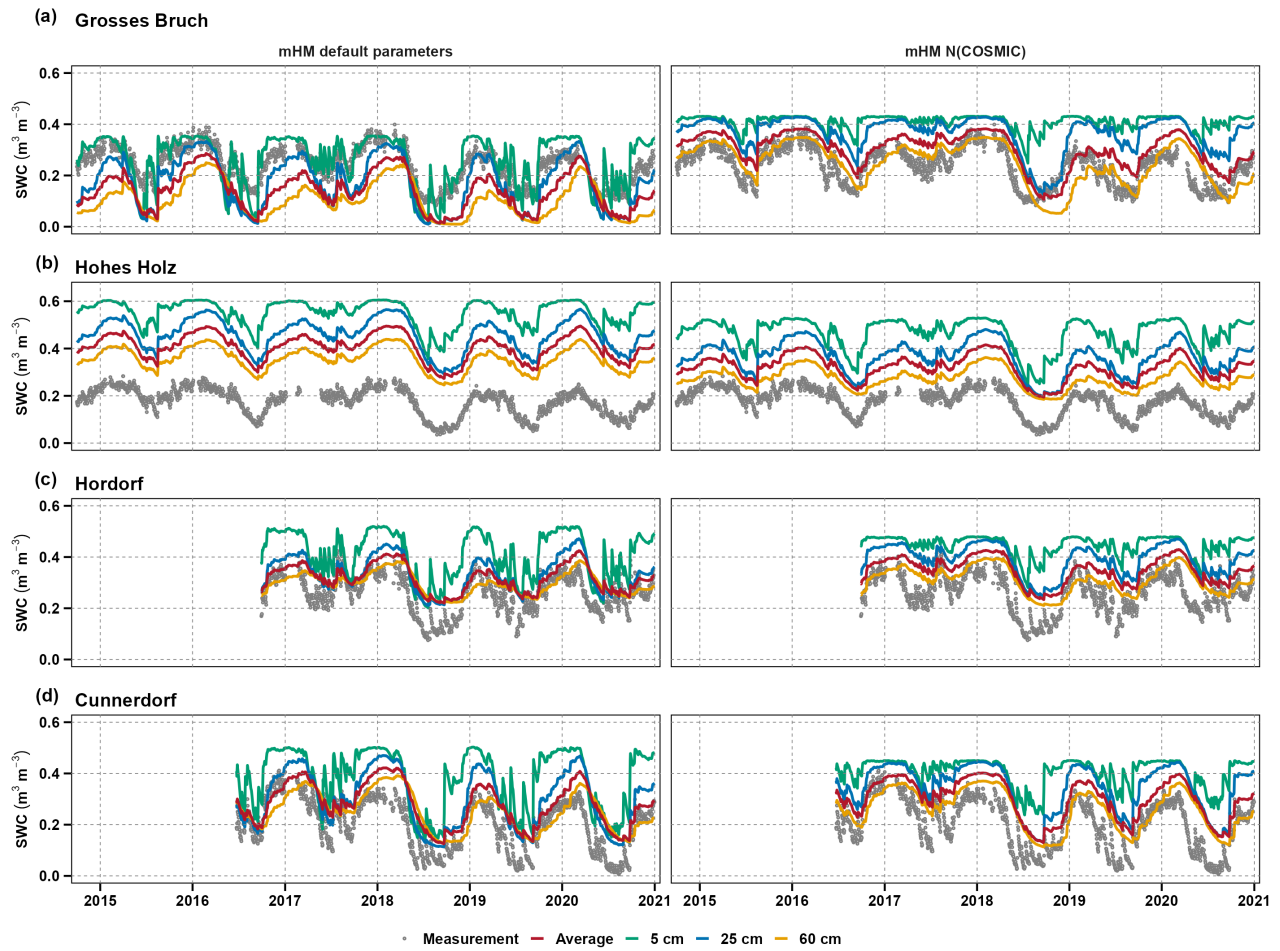 (a) Grosses Bruch
mHM default parameters
mHM N(COSMIC)
SWC (m³ m⁻³)
0.6
0.4
0.2
0.0
(b) Hohes Holz
SWC (m³ m⁻³)
0.6
0.4
0.2
0.0
(c) Hordorf
SWC (m³ m⁻³)
0.6
0.4
0.2
0.0
(d) Cunnerdorf
SWC (m³ m⁻³)
0.6
0.4
0.2
0.0
2015 2016 2017 2018 2019 2020 2021
2015 2016 2017 2018 2019 2020 2021
Measurement Average 5 cm 25 cm 60 cm